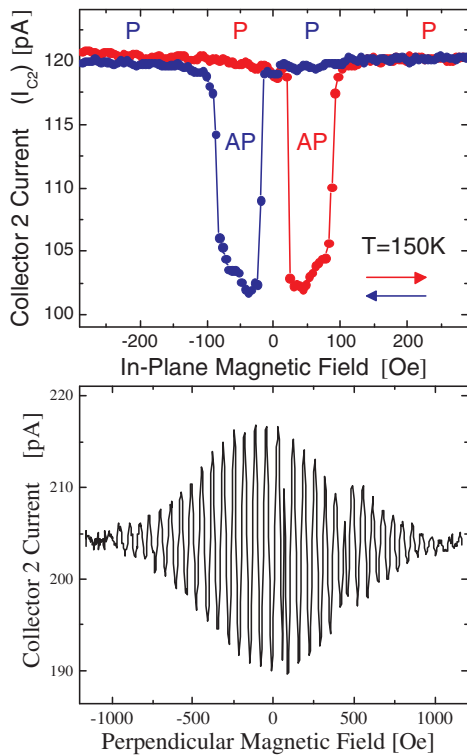 P P P P
120
115
110
105
100
AP AP
T=150K
Collector 2 Current (I_C2) [pA]
-200 -100 0 100 200
In-Plane Magnetic Field [Oe]
220
210
200
190
Collector 2 Current [pA]
-1000 -500 0 500 1000
Perpendicular Magnetic Field [Oe]